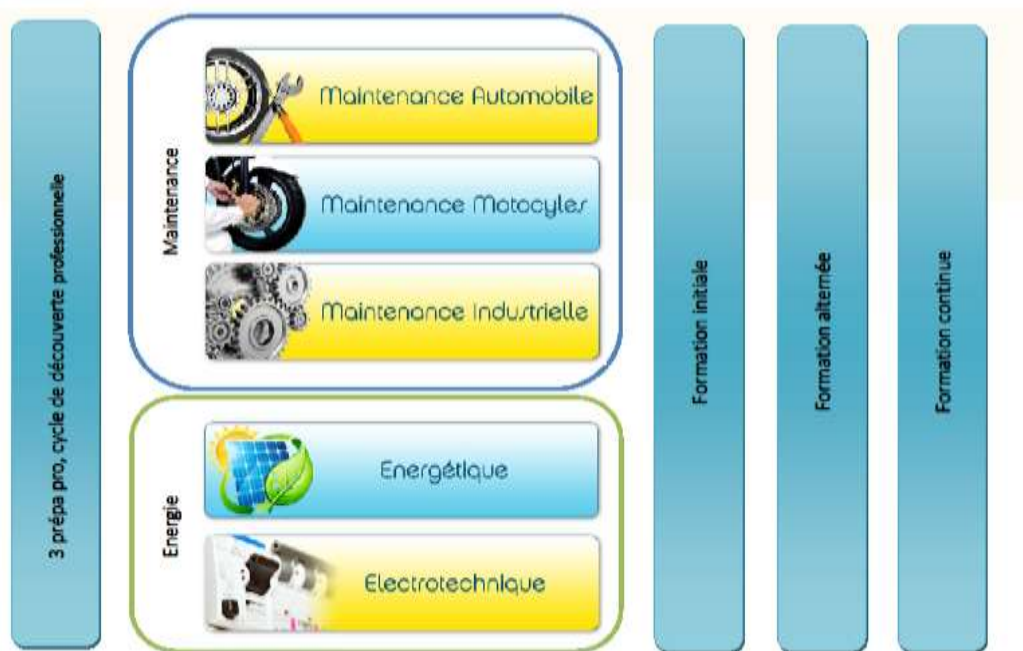 3 prépa pro, cycle de découverte professionnelle
Maintenance
Maintenance Automobile
Maintenance Motocyles
Maintenance Industrielle
Energie
Energétique
Electrotechnique
Formation initiale
Formation alternée
Formation continue